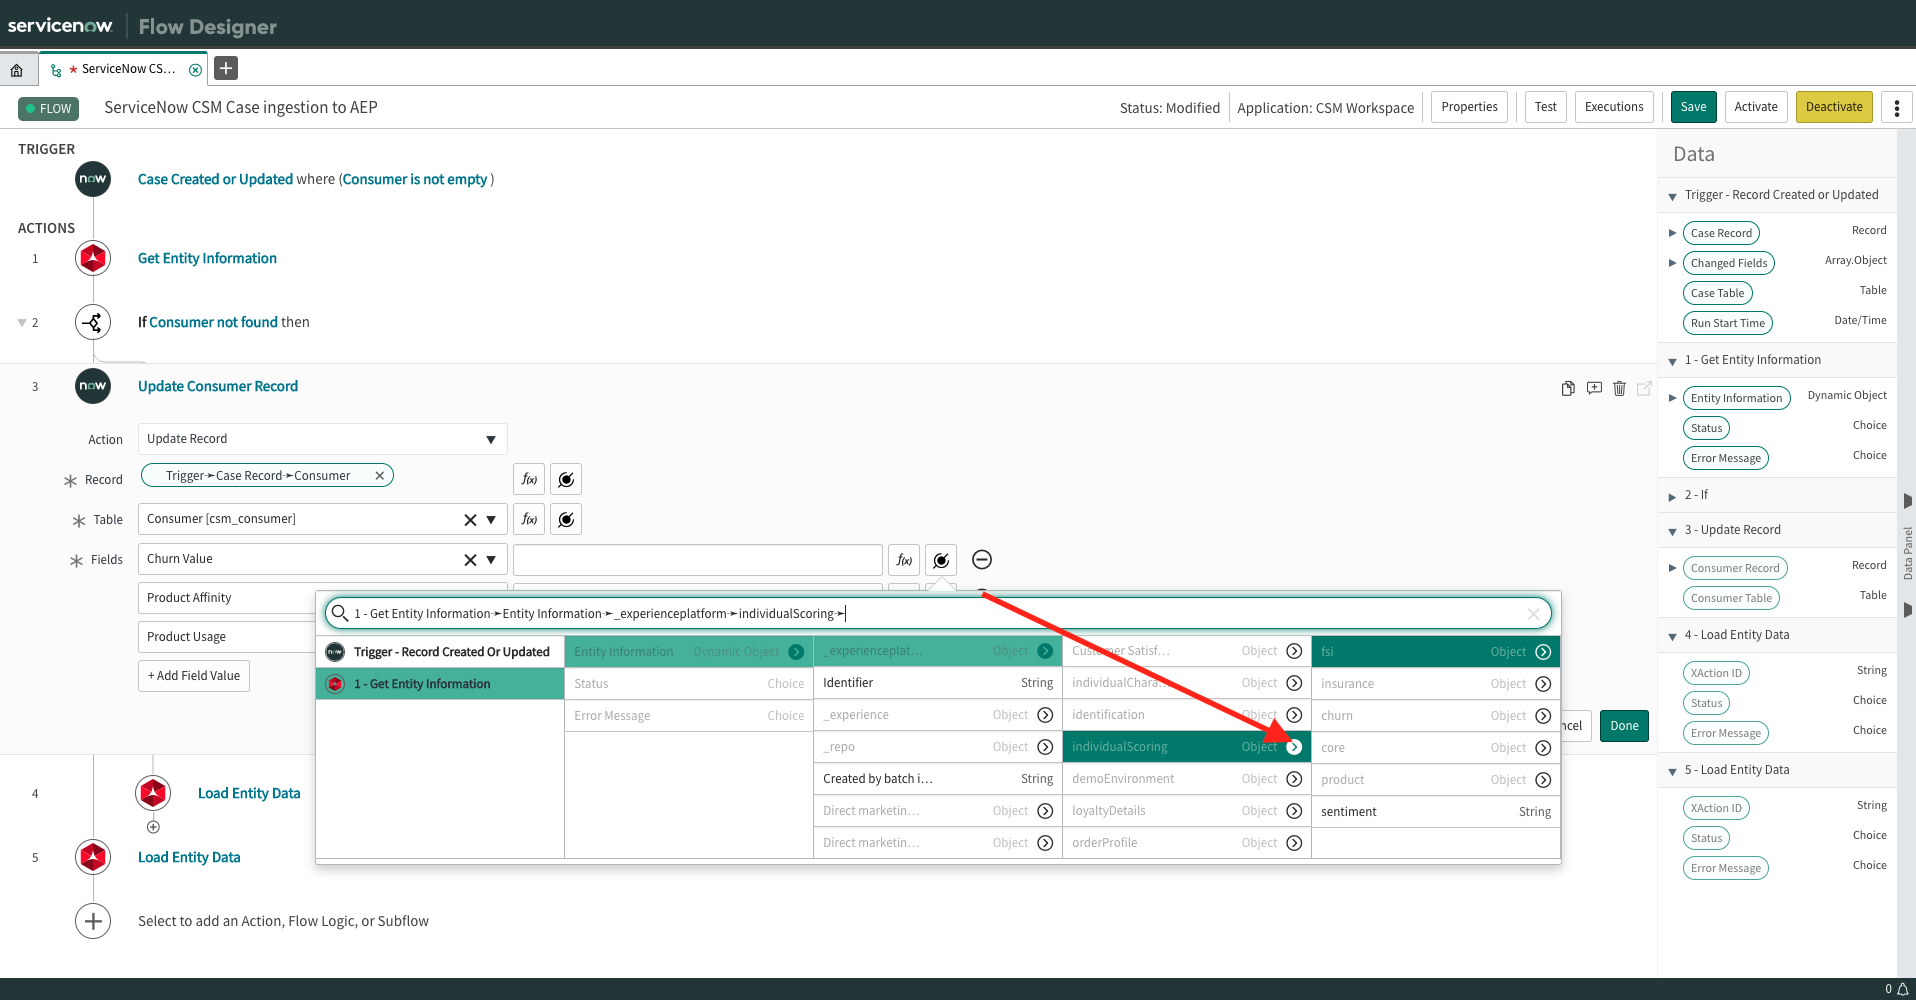 servicenow Flow Designer
ServiceNow CS...
FLOW ServiceNow CSM Case ingestion to AEP Status: Modified Application: CSM Workspace Properties Test Executions Save Activate Deactivate
TRIGGER
now Case Created or Updated where (Consumer is not empty )
ACTIONS
1 Get Entity Information
2 If Consumer not found then
3 now Update Consumer Record
Action Update Record
Record Trigger➛Case Record➛Consumer f(x)
Table Consumer [csm_consumer] f(x)
Fields Churn Value f(x)
Product Affinity
Product Usage
+ Add Field Value
1 - Get Entity Information➛Entity Information➛_experienceplatform➛individualScoring➛
now Trigger - Record Created Or Updated
1 - Get Entity Information
Entity Information Dynamic Object
Status Choice
Error Message Choice
_experienceplat... Object
Identifier String
_experience Object
_repo Object
Created by batch i... String
Direct marketin... Object
Direct marketin... Object
Customer Satisf... Object
individualChara... Object
identification Object
individualScoring Object
demoEnvironment Object
loyaltyDetails Object
orderProfile Object
fsi Object
insurance Object
churn Object
core Object
product Object
sentiment String
ncel Done
4 Load Entity Data
5 Load Entity Data
Select to add an Action, Flow Logic, or Subflow
Data
Trigger - Record Created or Updated
Case Record Record
Changed Fields Array.Object
Case Table Table
Run Start Time Date/Time
1 - Get Entity Information
Entity Information Dynamic Object
Status Choice
Error Message Choice
2 - If
3 - Update Record
Consumer Record Record
Consumer Table Table
4 - Load Entity Data
XAction ID String
Status Choice
Error Message Choice
5 - Load Entity Data
XAction ID String
Status Choice
Error Message Choice
Data Panel
0